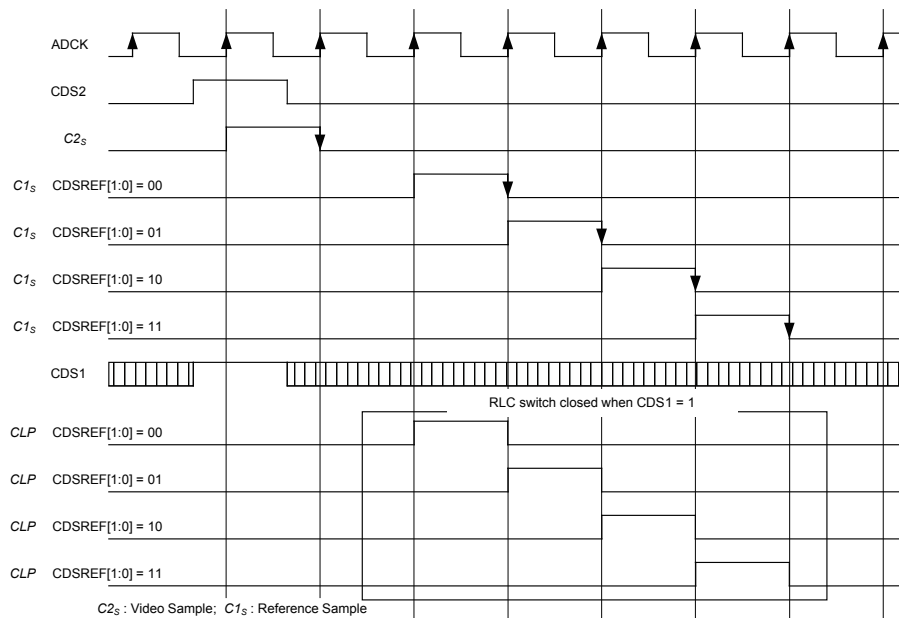 ADCK
CDS2
C2S
C1S CDSREF[1:0] = 00
C1S CDSREF[1:0] = 01
C1S CDSREF[1:0] = 10
C1S CDSREF[1:0] = 11
CDS1
RLC switch closed when CDS1 = 1
CLP CDSREF[1:0] = 00
CLP CDSREF[1:0] = 01
CLP CDSREF[1:0] = 10
CLP CDSREF[1:0] = 11
C2S : Video Sample; C1S : Reference Sample